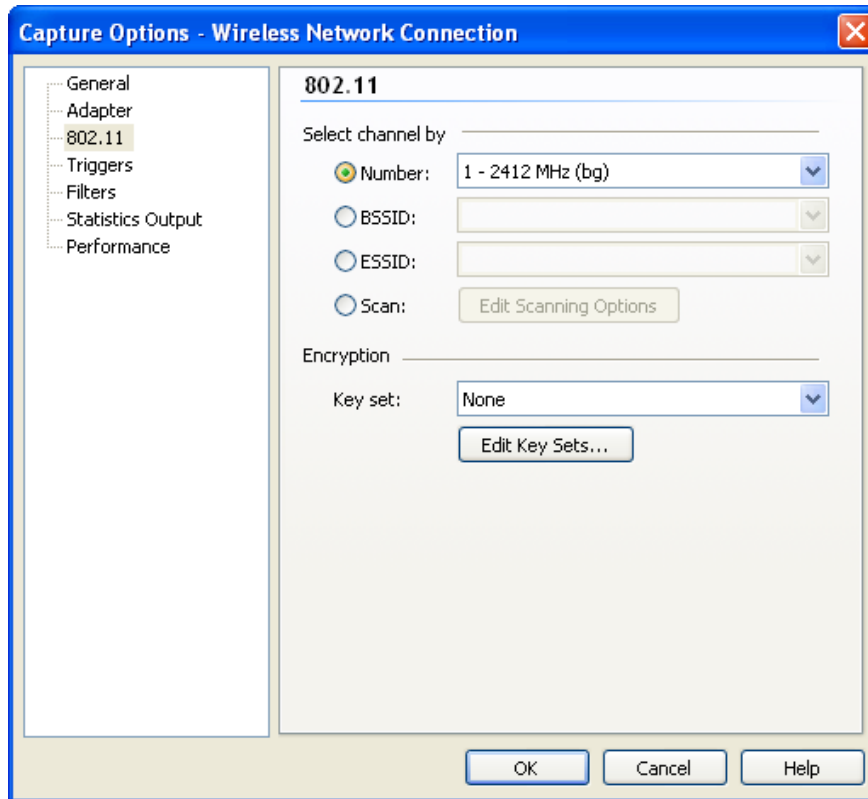 Capture Options - Wireless Network Connection
General
Adapter
802.11
Triggers
Filters
Statistics Output
Performance
802.11
Select channel by
Number: 1 - 2412 MHz (bg)
BSSID:
ESSID:
Scan: Edit Scanning Options
Encryption
Key set: None
Edit Key Sets...
OK Cancel Help